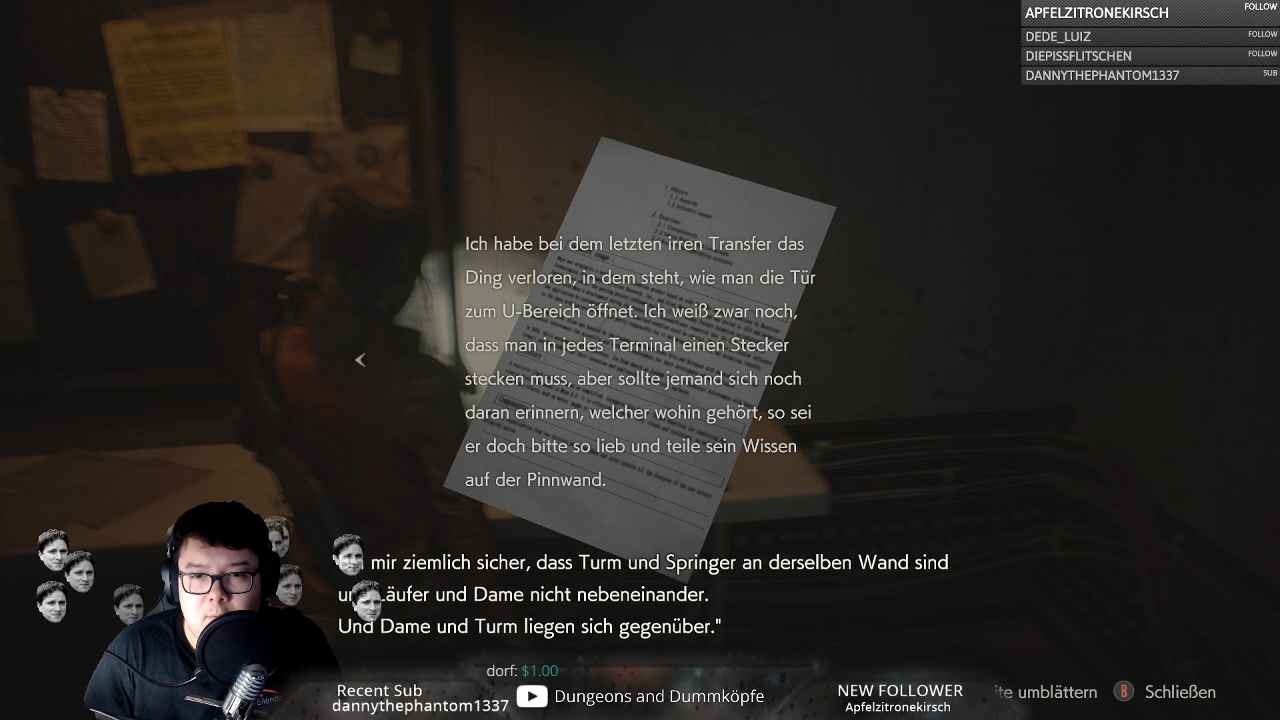 APFELZITRONEKIRSCH FOLLOW
DEDE_LUIZ FOLLOW
DIEPISSFLITSCHEN FOLLOW
DANNYTHEPHANTOM1337 SUB
Ich habe bei dem letzten irren Transfer das
Ding verloren, in dem steht, wie man die Tür
zum U-Bereich öffnet. Ich weiß zwar noch,
dass man in jedes Terminal einen Stecker
stecken muss, aber sollte jemand sich noch
daran erinnern, welcher wohin gehört, so sei
er doch bitte so lieb und teile sein Wissen
auf der Pinnwand.
mir ziemlich sicher, dass Turm und Springer an derselben Wand sind
Dame nicht nebeneinander.
Und Dame und Turm liegen sich gegenüber."
dorf: $1.00
Recent Sub
dannythephantom1337
Dungeons and Dummköpfe
NEW FOLLOWER
Apfelzitronekirsch
umblättern
B Schließen